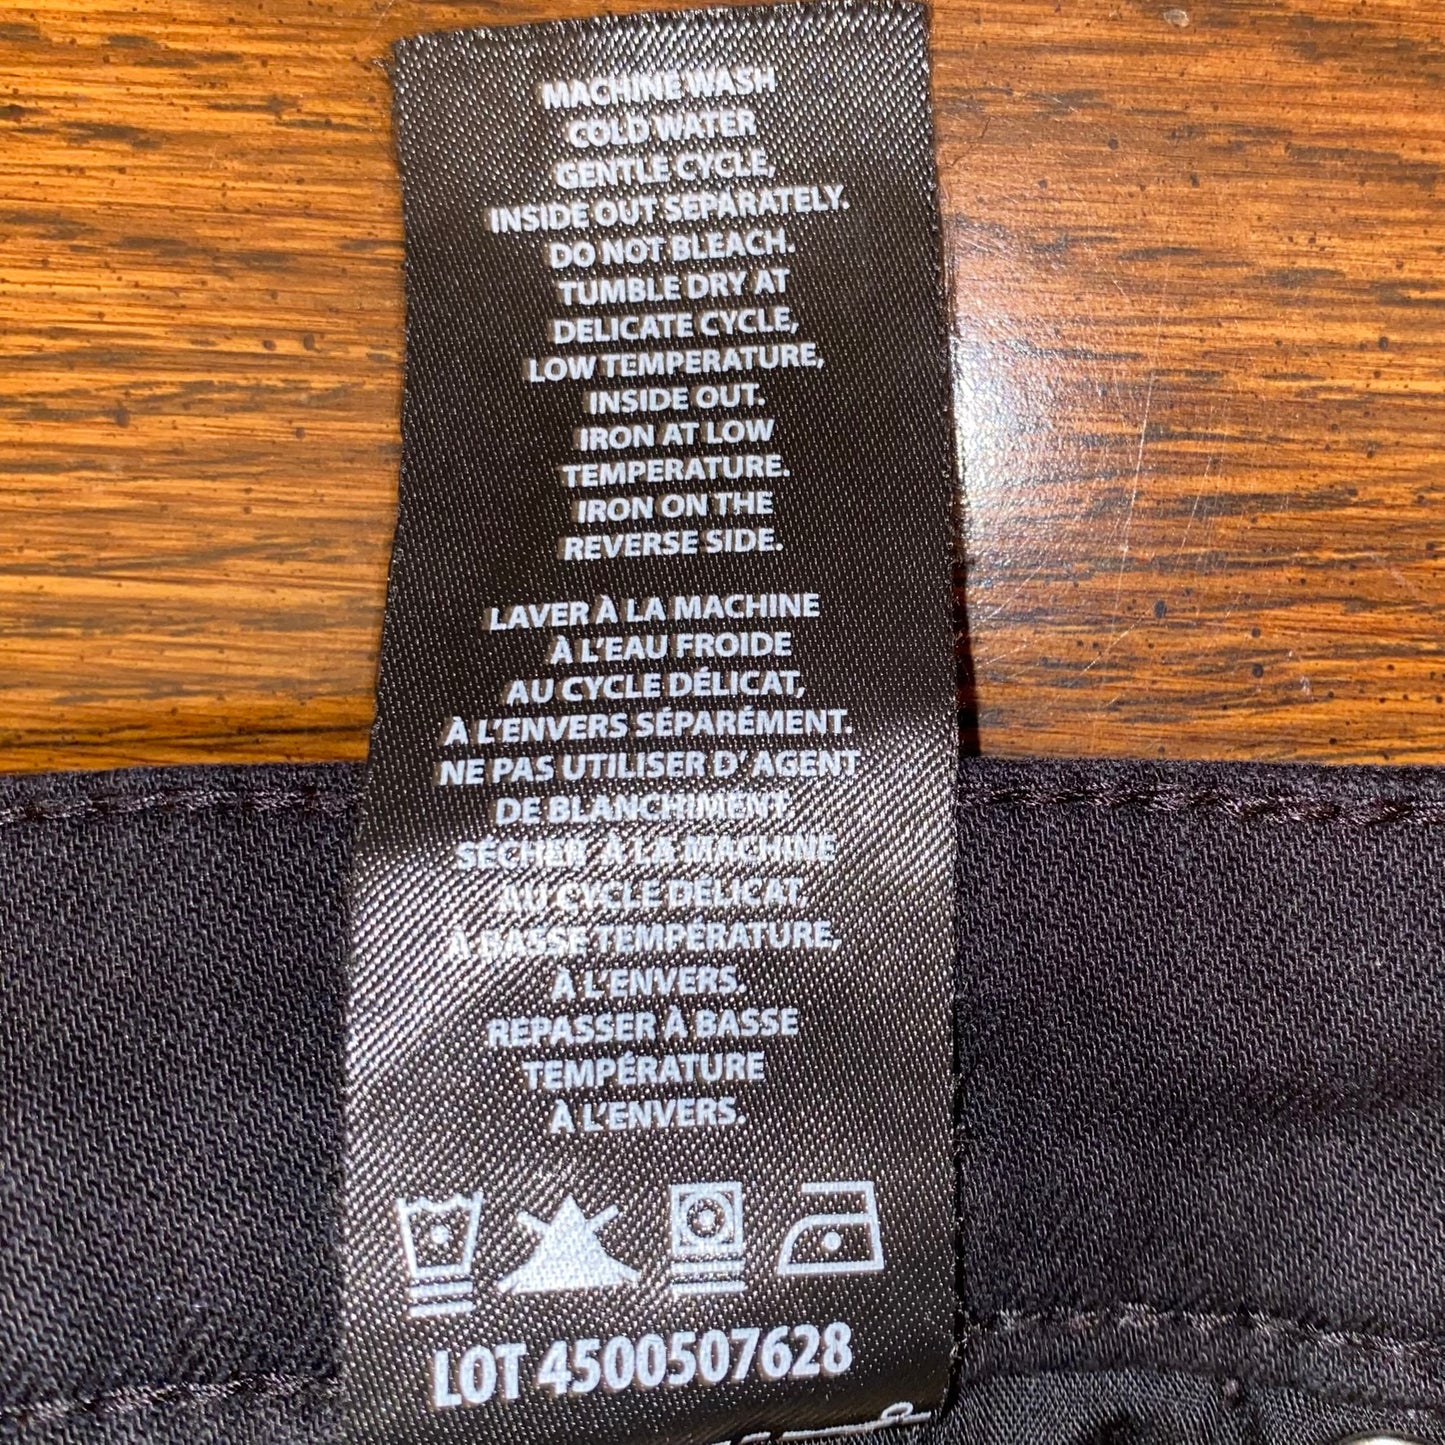 MACHINE WASH
COLD WATER
GENTLE CYCLE,
INSIDE OUT SEPARATELY.
DO NOT BLEACH.
TUMBLE DRY AT
DELICATE CYCLE,
LOW TEMPERATURE,
INSIDE OUT.
IRON AT LOW
TEMPERATURE.
IRON ON THE
REVERSE SIDE.
LAVER À LA MACHINE
À L'EAU FROIDE
AU CYCLE DÉLICAT,
À L'ENVERS SÉPARÉMENT.
NE PAS UTILISER D' AGENT
DE BLANCHIMENT
SÉCHER À LA MACHINE
AU CYCLE DÉLICAT,
À BASSE TEMPÉRATURE,
À L'ENVERS.
REPASSER À BASSE
TEMPÉRATURE
À L'ENVERS.
LOT 4500507628